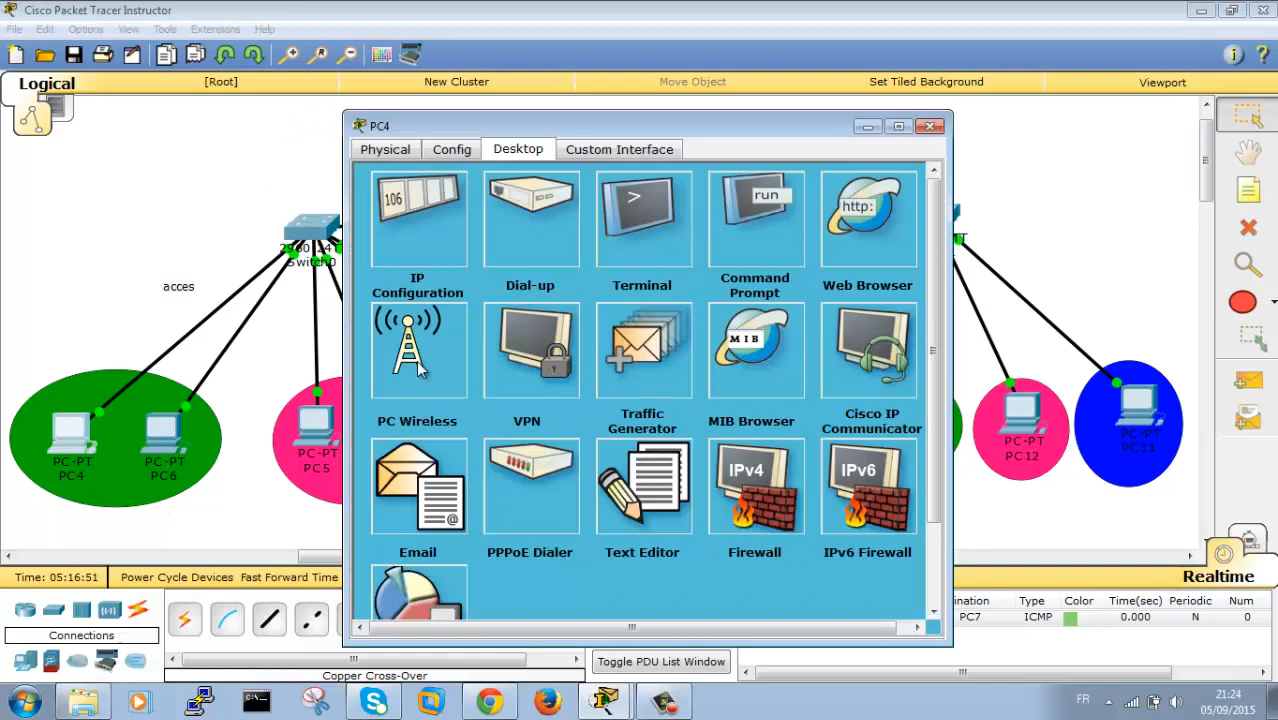 Cisco Packet Tracer Instructor
File Edit Options View Tools Extensions Help
Logical
[Root]
New Cluster
Move Object
Set Tiled Background
Viewport
PC4
Physical
Config
Desktop
Custom Interface
106
>
run
http:
IP Configuration
Dial-up
Terminal
Command Prompt
Web Browser
MIB
PC Wireless
VPN
Traffic Generator
MIB Browser
Cisco IP Communicator
@
IPv4
IPv6
Email
PPPoE Dialer
Text Editor
Firewall
IPv6 Firewall
Switch0
acces
PC-PT
PC4
PC-PT
PC6
PC-PT
PC5
PC-PT
PC12
PC-PT
PC11
Time: 05:16:51
Power Cycle Devices Fast Forward Time
Realtime
Connections
Copper Cross-Over
Toggle PDU List Window
ination Type Color Time(sec) Periodic Num
PC7 ICMP 0.000 N 0
FR
21:24
05/09/2015